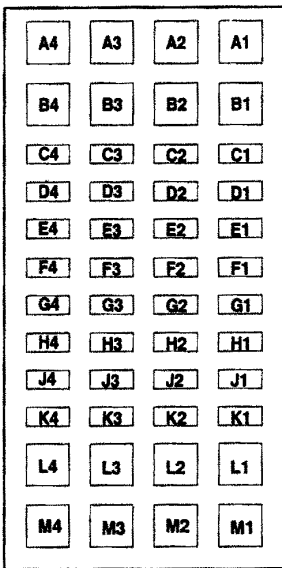 A4 A3 A2 A1
B4 B3 B2 B1
C4 C3 C2 C1
D4 D3 D2 D1
E4 E3 E2 E1
F4 F3 F2 F1
G4 G3 G2 G1
H4 H3 H2 H1
J4 J3 J2 J1
K4 K3 K2 K1
L4 L3 L2 L1
M4 M3 M2 M1